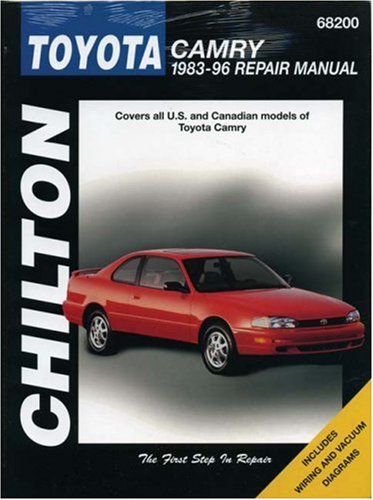 68200
TOYOTA
CAMRY
1983-96 REPAIR MANUAL
Covers all U.S. and Canadian models of
Toyota Camry
CHILTON
The First Step In Repair
INCLUDES
WIRING AND VACUUM
DIAGRAMS